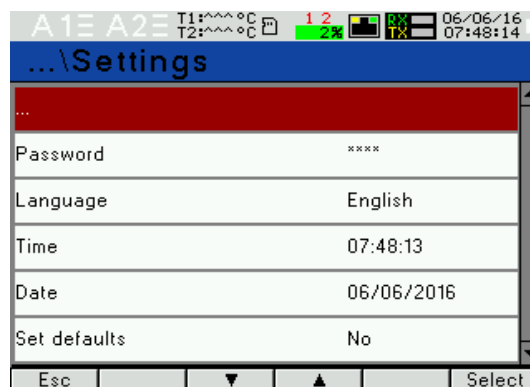 A1 A2 T1:^^^ °C 1 2 RX 06/06/16
T2:^^^ °C 2% TX 07:48:14
...\Settings
...
Password ****
Language English
Time 07:48:13
Date 06/06/2016
Set defaults No
Esc ▼ ▲ Select